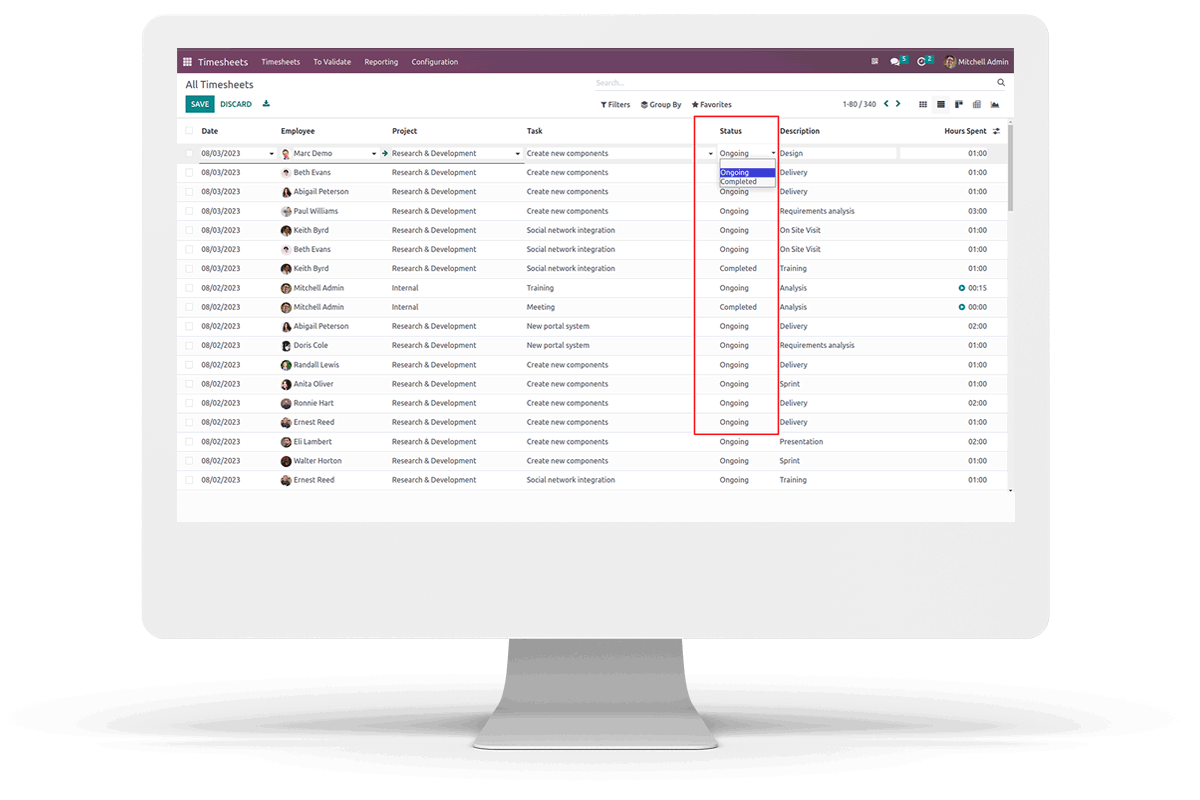 Timesheets Timesheets To Validate Reporting Configuration 5 2 Mitchell Admin
All Timesheets Search...
SAVE DISCARD Filters Group By Favorites 1-80 / 340
Date Employee Project Task Status Description Hours Spent
08/03/2023 Marc Demo Research & Development Create new components Ongoing Design 01:00
08/03/2023 Beth Evans Research & Development Create new components Ongoing Delivery 01:00
Completed
08/03/2023 Abigail Peterson Research & Development Create new components Ongoing Delivery 01:00
08/03/2023 Paul Williams Research & Development Create new components Ongoing Requirements analysis 03:00
08/03/2023 Keith Byrd Research & Development Social network integration Ongoing On Site Visit 01:00
08/03/2023 Beth Evans Research & Development Social network integration Ongoing On Site Visit 01:00
08/03/2023 Keith Byrd Research & Development Social network integration Completed Training 01:00
08/02/2023 Mitchell Admin Internal Training Ongoing Analysis 00:15
08/02/2023 Mitchell Admin Internal Meeting Completed Analysis 00:00
08/02/2023 Abigail Peterson Research & Development New portal system Ongoing Delivery 02:00
08/02/2023 Doris Cole Research & Development New portal system Ongoing Requirements analysis 01:00
08/02/2023 Randall Lewis Research & Development Create new components Ongoing Delivery 01:00
08/02/2023 Anita Oliver Research & Development Create new components Ongoing Sprint 01:00
08/02/2023 Ronnie Hart Research & Development Create new components Ongoing Delivery 02:00
08/02/2023 Ernest Reed Research & Development Create new components Ongoing Delivery 01:00
08/02/2023 Eli Lambert Research & Development Create new components Ongoing Presentation 02:00
08/02/2023 Walter Horton Research & Development Create new components Ongoing Sprint 01:00
08/02/2023 Ernest Reed Research & Development Social network integration Ongoing Training 01:00